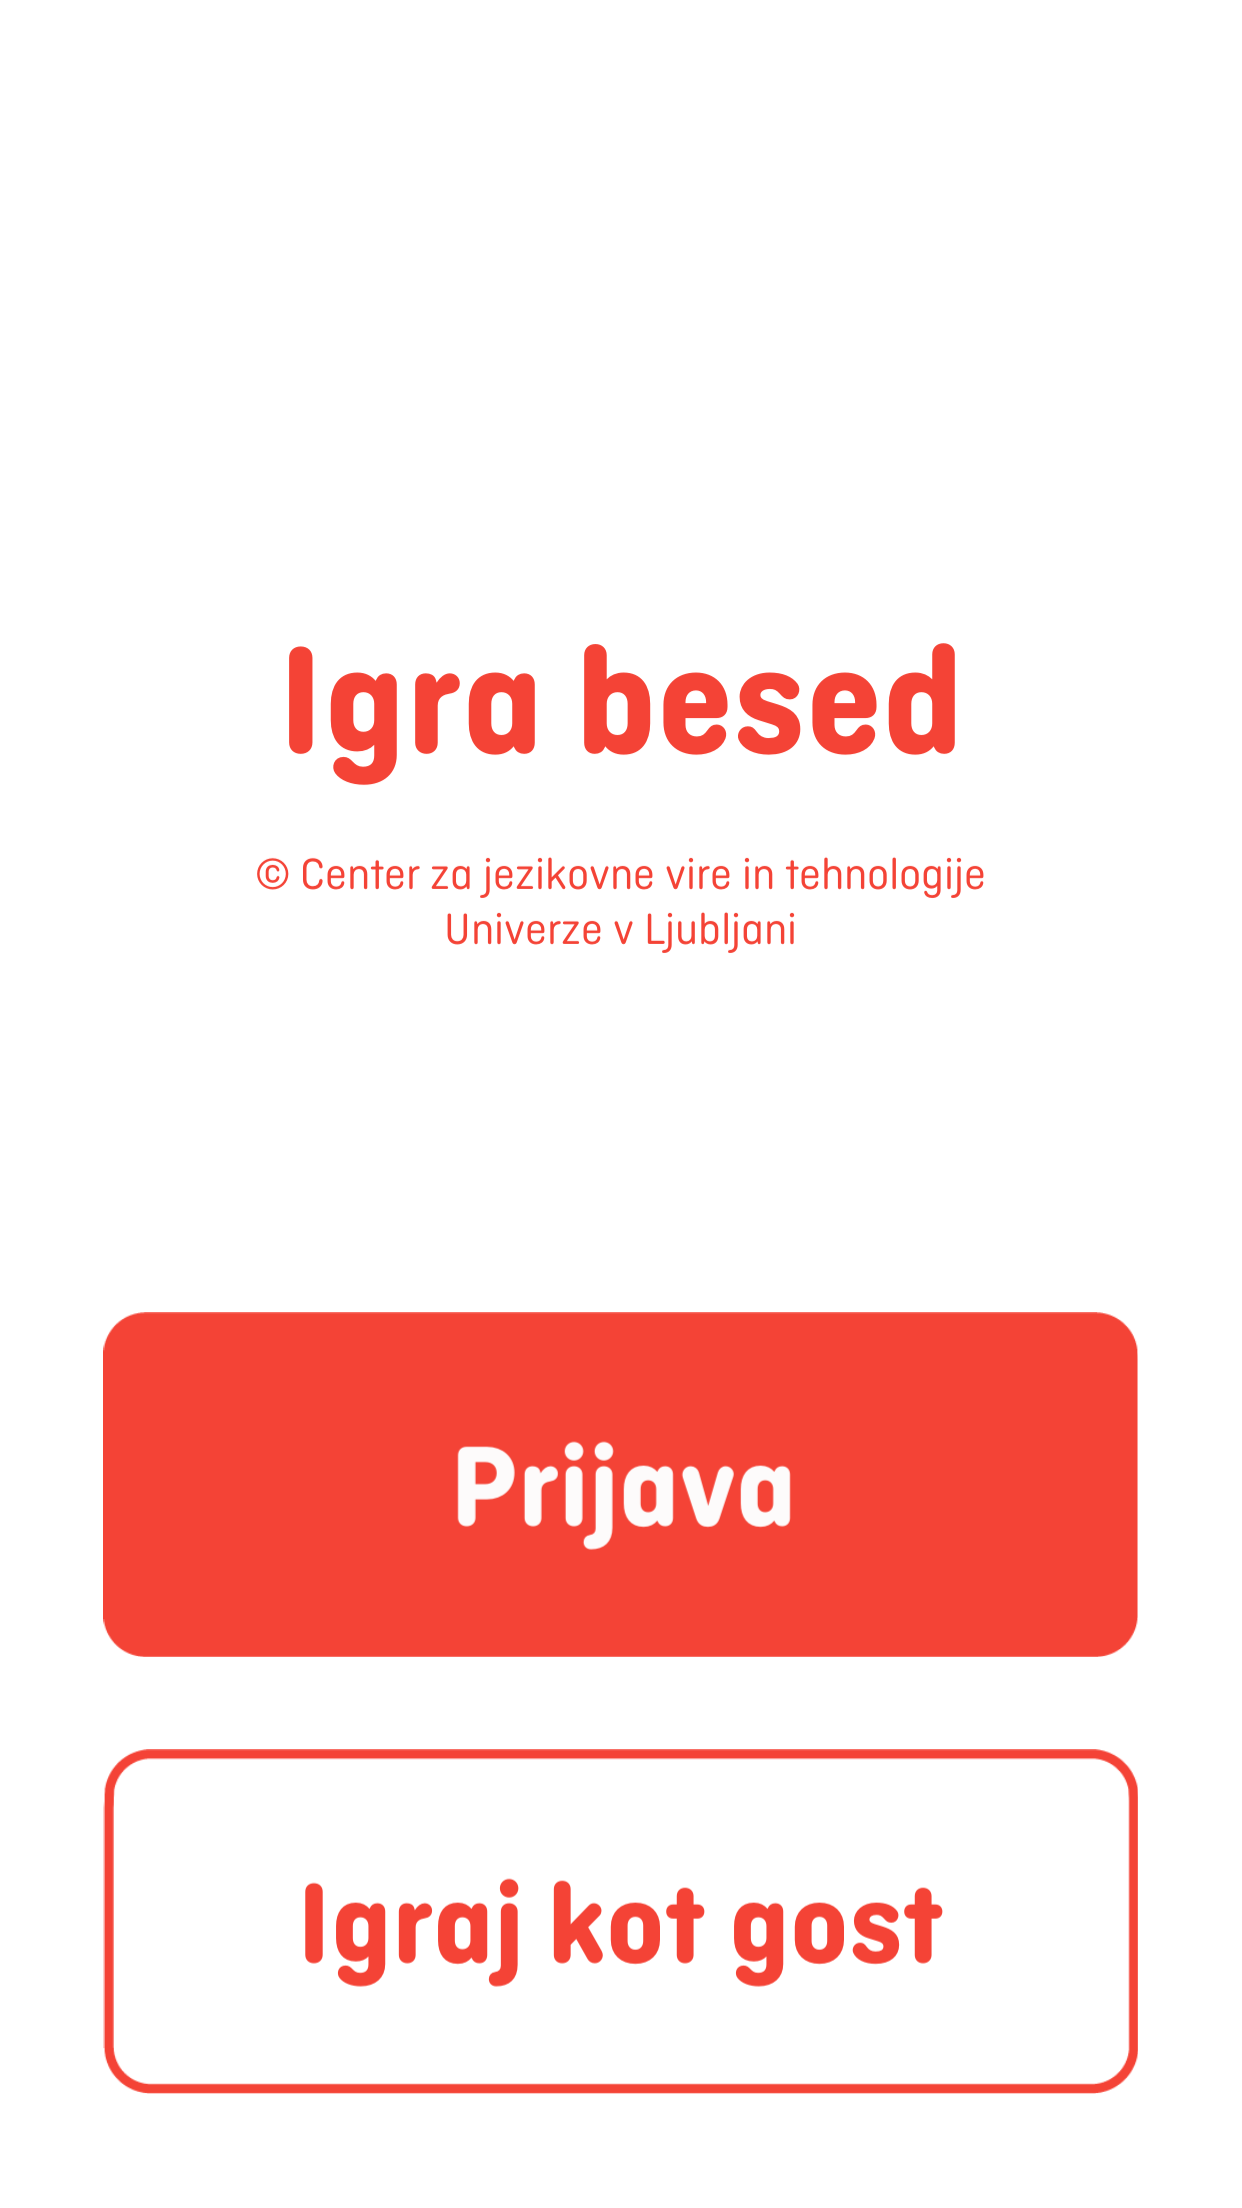 Igra besed
© Center za jezikovne vire in tehnologije
Univerze v Ljubljani
Prijava
Igraj kot gost